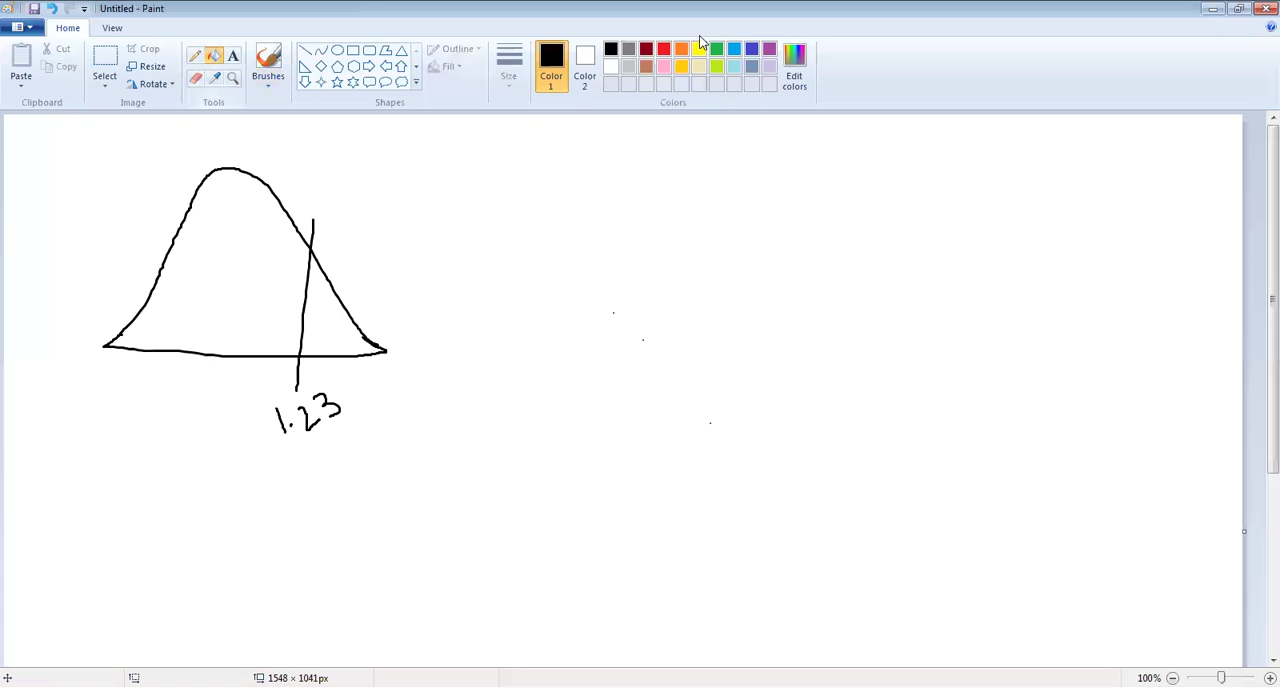 Untitled - Paint
Home
View
Paste
Cut
Copy
Clipboard
Select
Crop
Resize
Rotate
Image
A
Tools
Brushes
Outline
Fill
Shapes
Size
Color 1
Color 2
Edit colors
Colors
1.23
1548 × 1041px
100%